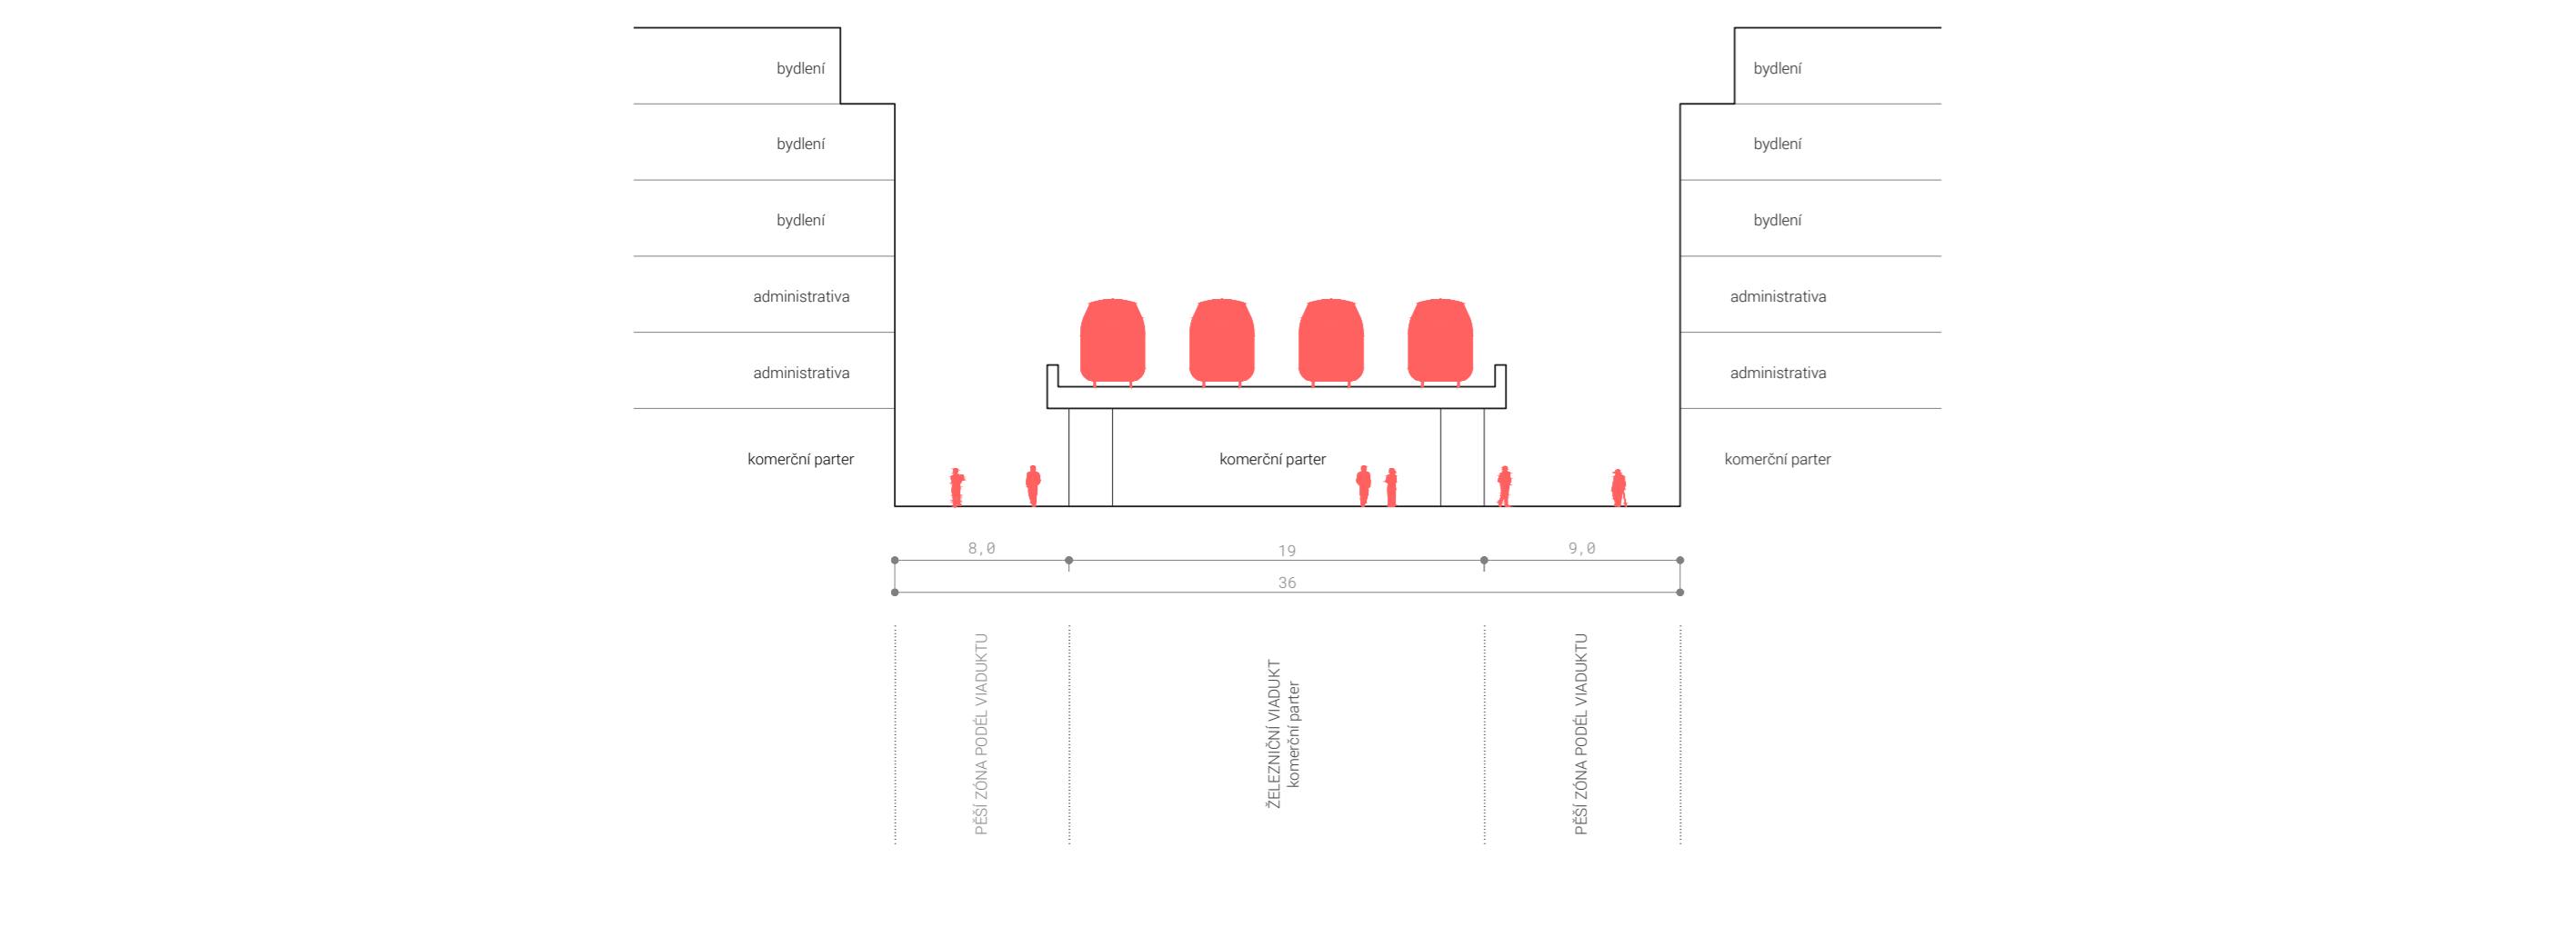 bydlení
bydlení
bydlení
bydlení
bydlení
bydlení
administrativa
administrativa
administrativa
administrativa
komerční parter
komerční parter
komerční parter
8,0
19
9,0
36
PĚŠÍ ZÓNA PODÉL VIADUKTU
ŽELEZNIČNÍ VIADUKT
komerční parter
PĚŠÍ ZÓNA PODÉL VIADUKTU